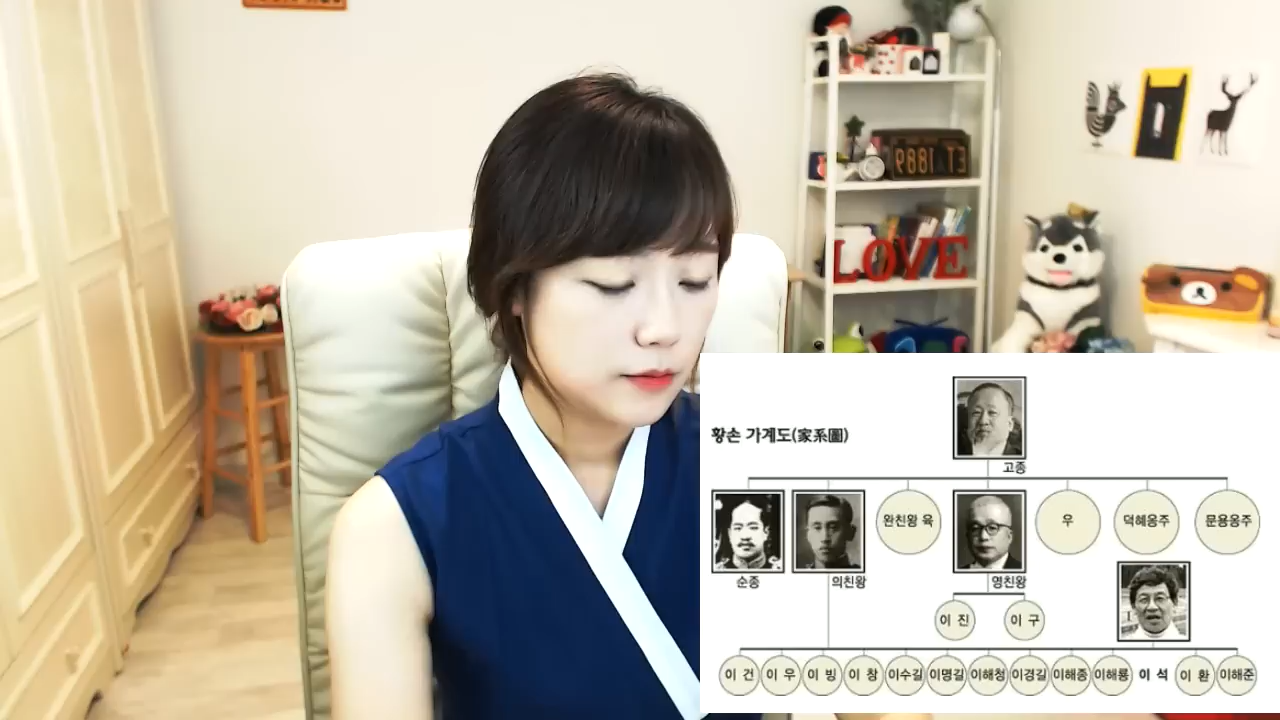 ET 1889
LOVE
황손 가계도(家系圖)
고종
완친왕 육
우
덕혜옹주
문용옹주
순종
의친왕
영친왕
이 진
이 구
이 건
이 우
이 빙
이 창
이수길
이명길
이해청
이경길
이해종
이해룡
이 석
이 환
이해준